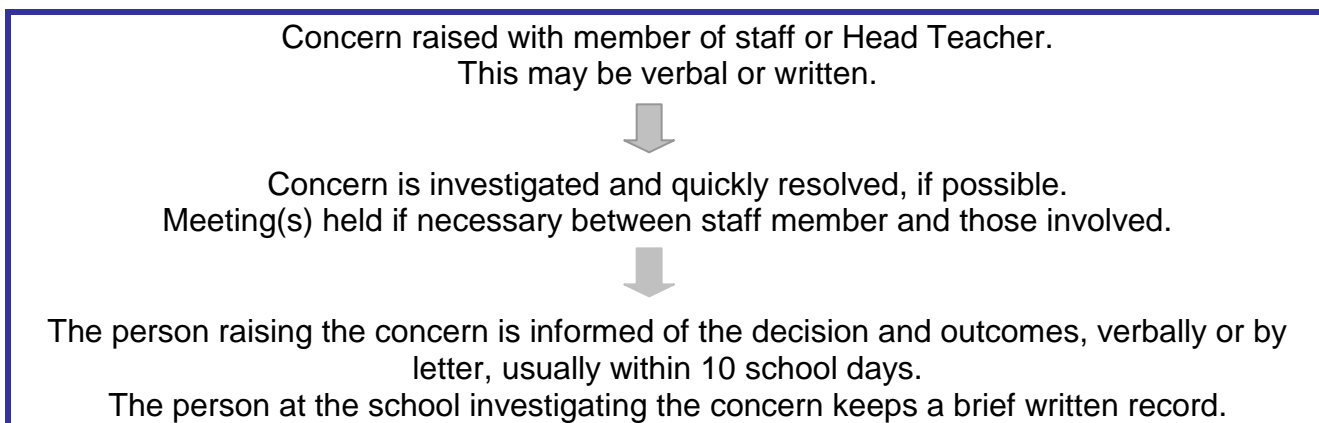 Concern raised with member of staff or Head Teacher.
This may be verbal or written.
Concern is investigated and quickly resolved, if possible.
Meeting(s) held if necessary between staff member and those involved.
The person raising the concern is informed of the decision and outcomes, verbally or by
letter, usually within 10 school days.
The person at the school investigating the concern keeps a brief written record.